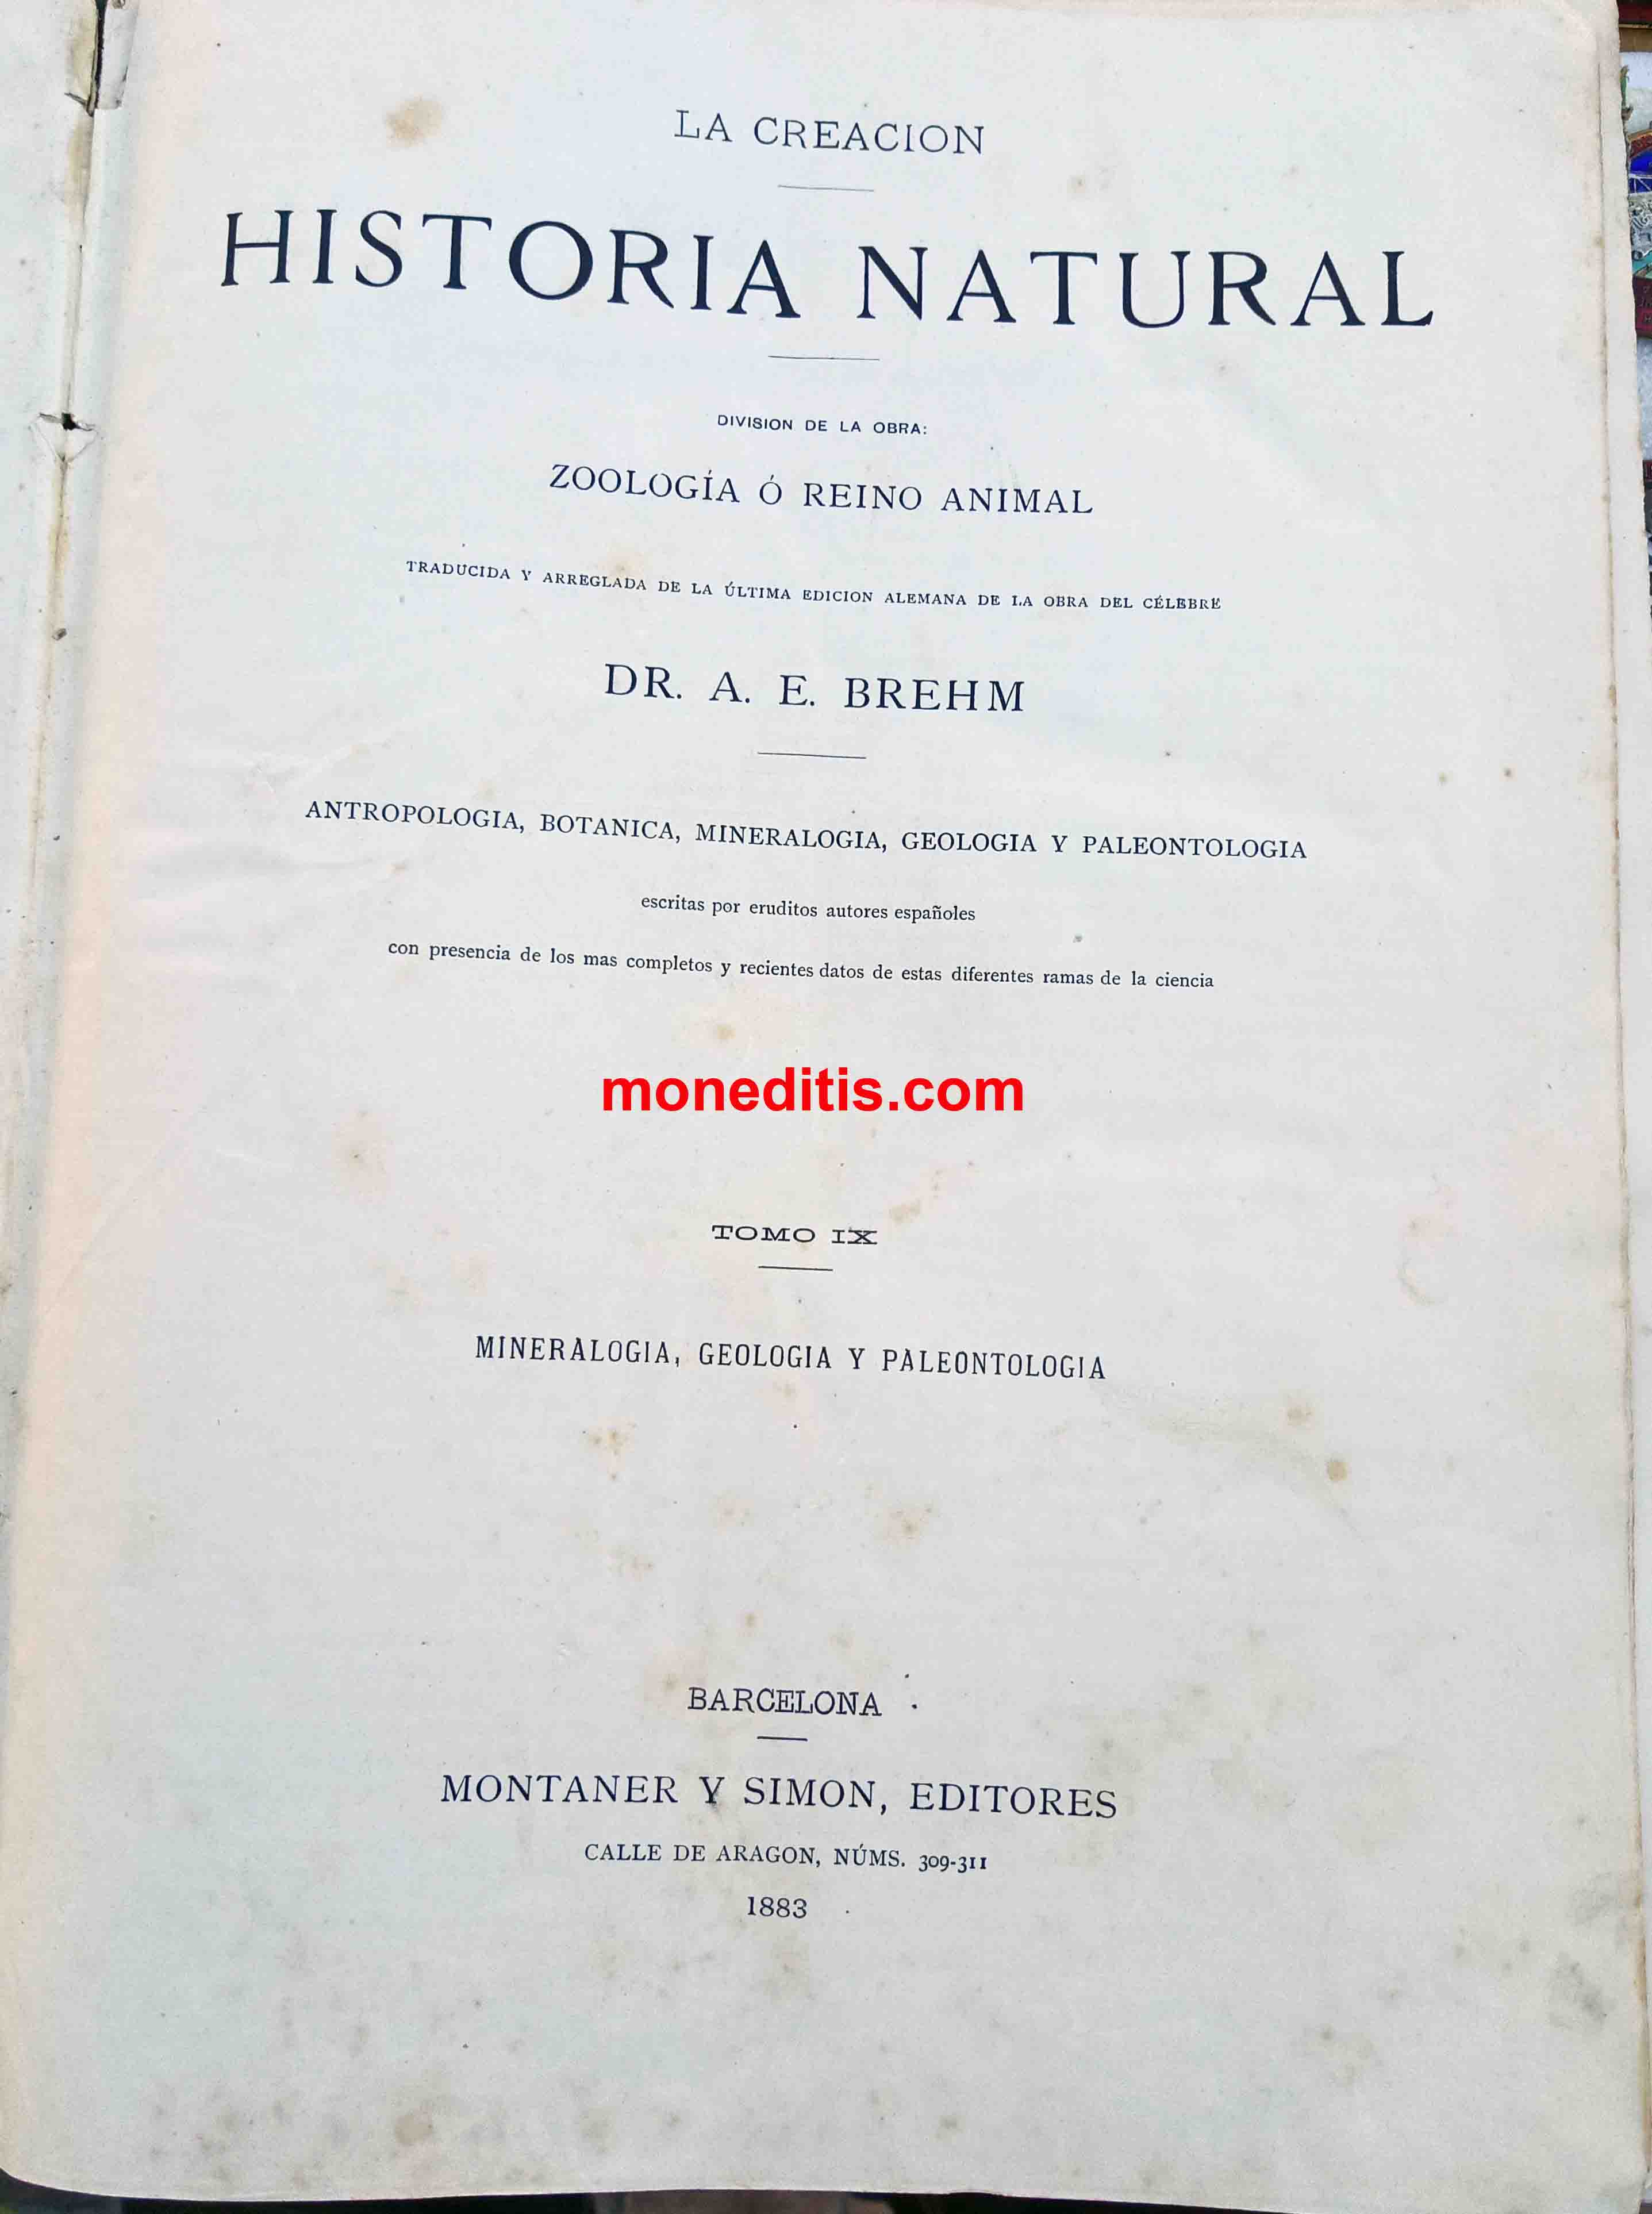 LA CREACION
HISTORIA NATURAL
DIVISION DE LA OBRA:
ZOOLOGÍA Ó REINO ANIMAL
TRADUCIDA Y ARREGLADA DE LA ÚLTIMA EDICION ALEMANA DE LA OBRA DEL CÉLEBRE
DR. A. E. BREHM
ANTROPOLOGIA, BOTANICA, MINERALOGIA, GEOLOGIA Y PALEONTOLOGIA
escritas por eruditos autores españoles
con presencia de los mas completos y recientes datos de estas diferentes ramas de la ciencia
moneditis.com
TOMO IX
MINERALOGIA, GEOLOGIA Y PALEONTOLOGIA
BARCELONA
MONTANER Y SIMON, EDITORES
CALLE DE ARAGON, NÚMS. 309-311
1883